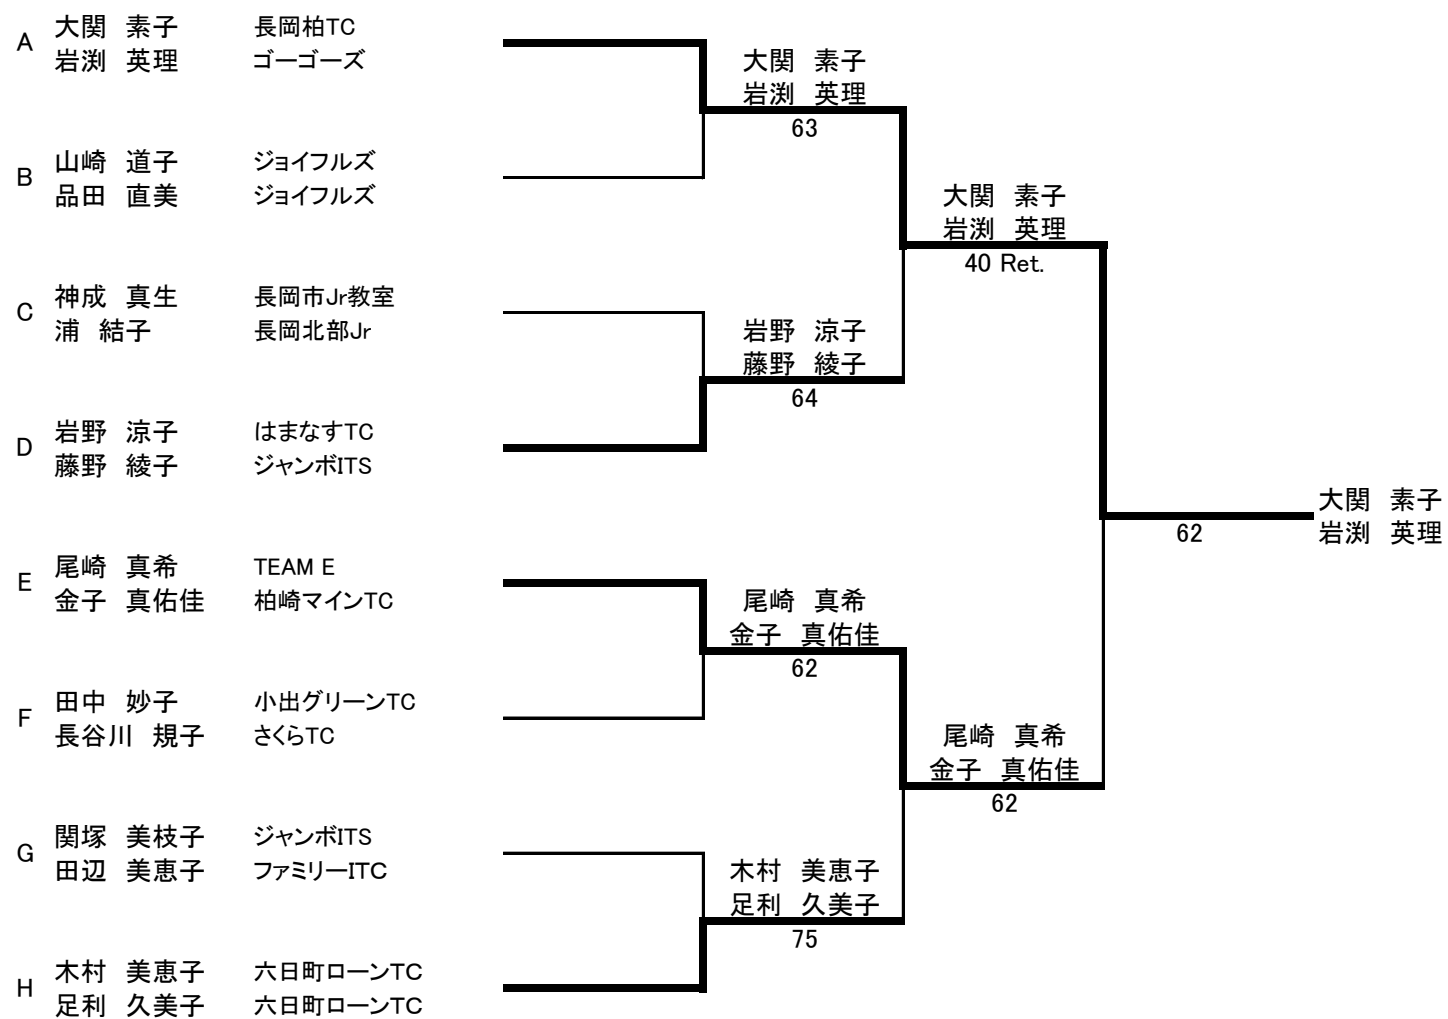 A
大関 素子 長岡柏TC
岩渕 英理 ゴーゴーズ
大関 素子
岩渕 英理
63
B
山崎 道子 ジョイフルズ
品田 直美 ジョイフルズ
大関 素子
岩渕 英理
40 Ret.
C
神成 真生 長岡市Jr教室
浦 結子 長岡北部Jr
岩野 涼子
藤野 綾子
64
D
岩野 涼子 はまなすTC
藤野 綾子 ジャンボITS
大関 素子
岩渕 英理
62
E
尾崎 真希 TEAM E
金子 真佑佳 柏崎マインTC
尾崎 真希
金子 真佑佳
62
F
田中 妙子 小出グリーンTC
長谷川 規子 さくらTC
尾崎 真希
金子 真佑佳
62
G
関塚 美枝子 ジャンボITS
田辺 美恵子 ファミリーITC
木村 美恵子
足利 久美子
75
H
木村 美恵子 六日町ローンTC
足利 久美子 六日町ローンTC